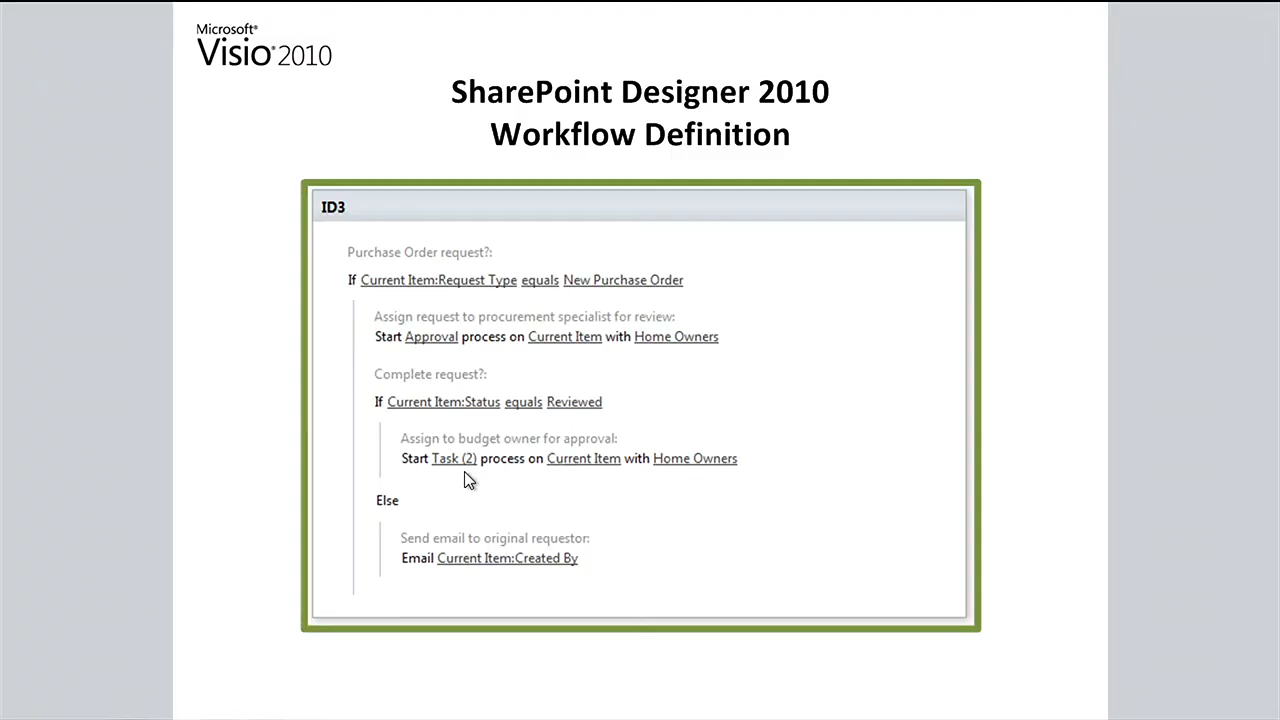 Microsoft®
Visio® 2010
SharePoint Designer 2010
Workflow Definition
ID3
Purchase Order request?:
If Current Item:Request Type equals New Purchase Order
Assign request to procurement specialist for review:
Start Approval process on Current Item with Home Owners
Complete request?:
If Current Item:Status equals Reviewed
Assign to budget owner for approval:
Start Task (2) process on Current Item with Home Owners
Else
Send email to original requestor:
Email Current Item:Created By